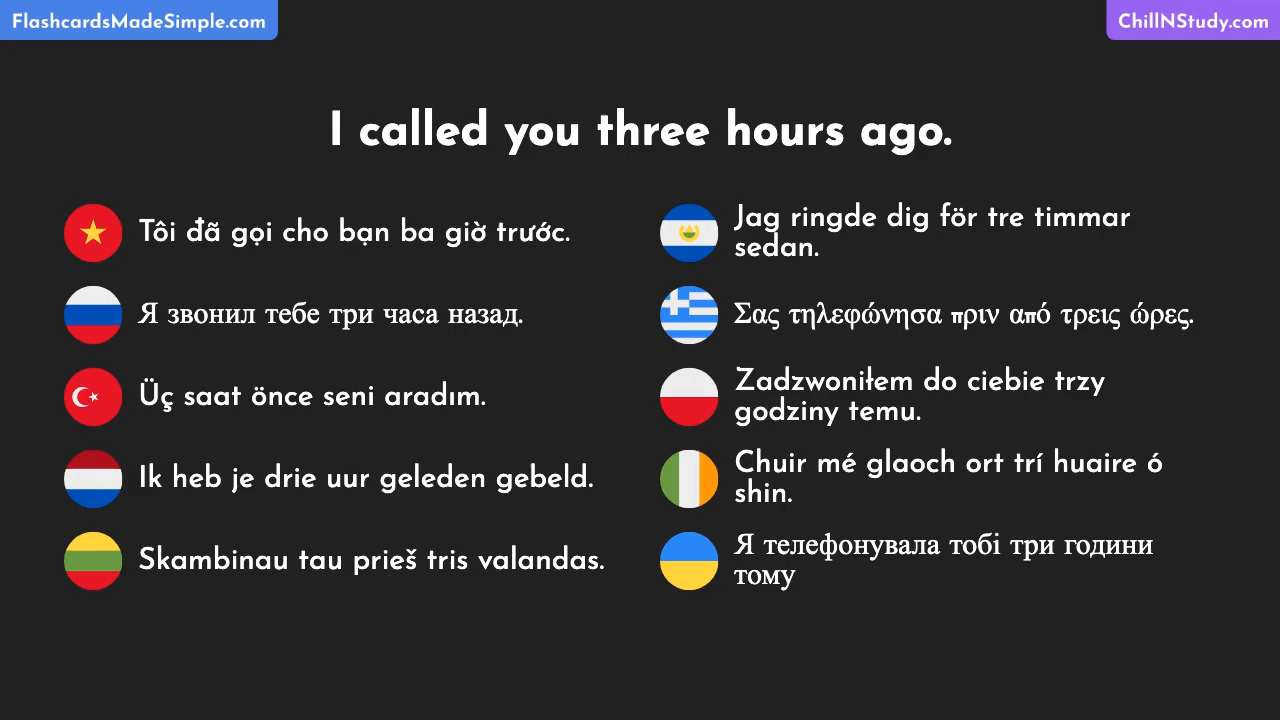 FlashcardsMadeSimple.com
ChillNStudy.com
I called you three hours ago.
Tôi đã gọi cho bạn ba giờ trước.
Я звонил тебе три часа назад.
Üç saat önce seni aradım.
Ik heb je drie uur geleden gebeld.
Skambinau tau prieš tris valandas.
Jag ringde dig för tre timmar
sedan.
Σας τηλεφώνησα πριν από τρεις ώρες.
Zadzwoniłem do ciebie trzy
godziny temu.
Chuir mé glaoch ort trí huaire ó
shin.
Я телефонувала тобі три години
тому